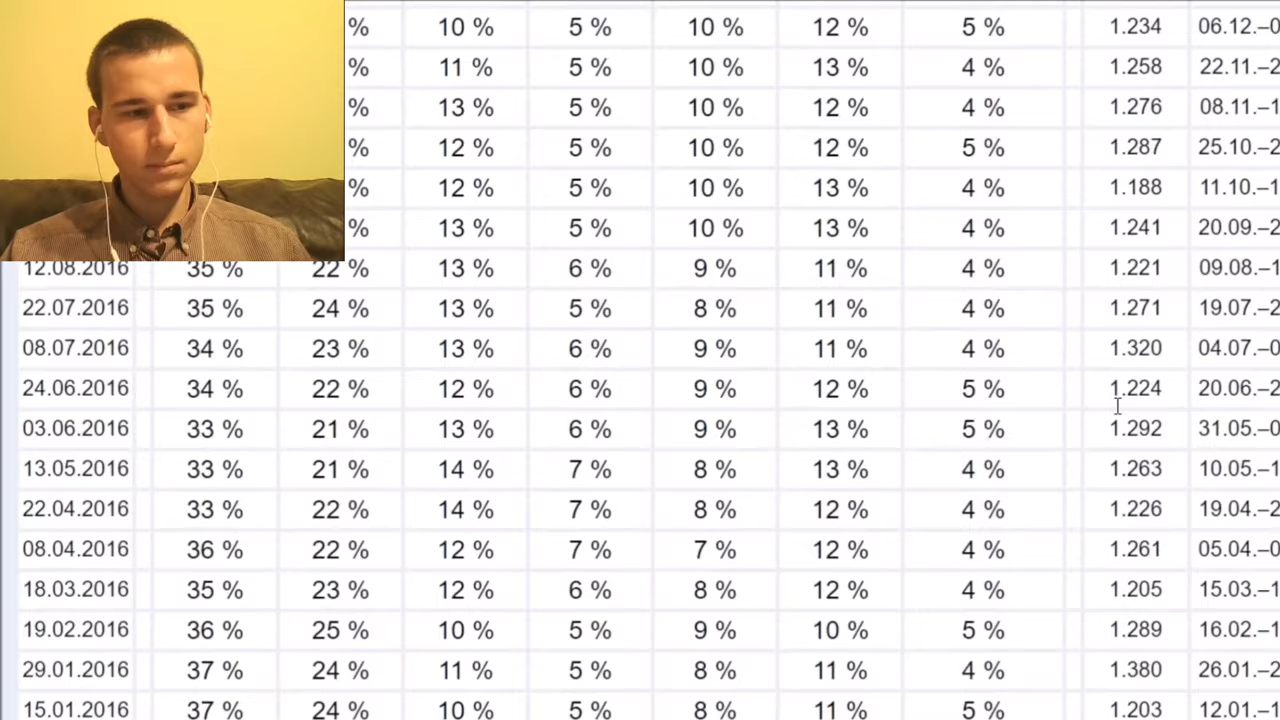 % 10 % 5 % 10 % 12 % 5 % 1.234 06.12.–0
% 11 % 5 % 10 % 13 % 4 % 1.258 22.11.–2
% 13 % 5 % 10 % 12 % 4 % 1.276 08.11.–1
% 12 % 5 % 10 % 12 % 5 % 1.287 25.10.–2
% 12 % 5 % 10 % 13 % 4 % 1.188 11.10.–1
% 13 % 5 % 10 % 13 % 4 % 1.241 20.09.–2
12.08.2016 35 % 22 % 13 % 6 % 9 % 11 % 4 % 1.221 09.08.–1
22.07.2016 35 % 24 % 13 % 5 % 8 % 11 % 4 % 1.271 19.07.–2
08.07.2016 34 % 23 % 13 % 6 % 9 % 11 % 4 % 1.320 04.07.–0
24.06.2016 34 % 22 % 12 % 6 % 9 % 12 % 5 % 1.224 20.06.–2
03.06.2016 33 % 21 % 13 % 6 % 9 % 13 % 5 % 1.292 31.05.–0
13.05.2016 33 % 21 % 14 % 7 % 8 % 13 % 4 % 1.263 10.05.–1
22.04.2016 33 % 22 % 14 % 7 % 8 % 12 % 4 % 1.226 19.04.–2
08.04.2016 36 % 22 % 12 % 7 % 7 % 12 % 4 % 1.261 05.04.–0
18.03.2016 35 % 23 % 12 % 6 % 8 % 12 % 4 % 1.205 15.03.–1
19.02.2016 36 % 25 % 10 % 5 % 9 % 10 % 5 % 1.289 16.02.–1
29.01.2016 37 % 24 % 11 % 5 % 8 % 11 % 4 % 1.380 26.01.–2
15.01.2016 37 % 24 % 10 % 5 % 8 % 11 % 5 % 1.203 12.01.–1